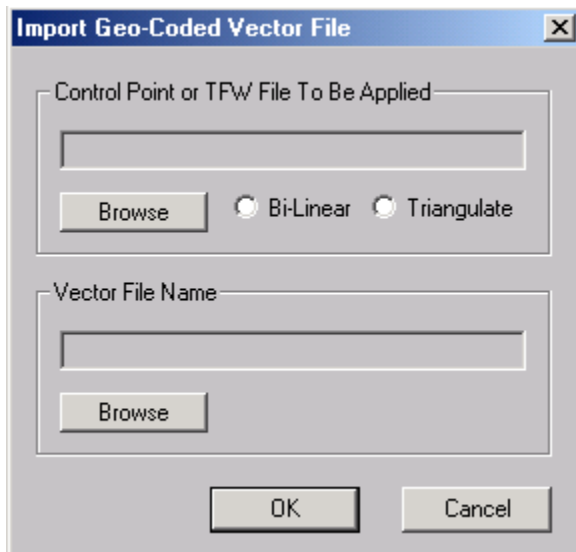 Import Geo-Coded Vector File
Control Point or TFW File To Be Applied
Browse Bi-Linear Triangulate
Vector File Name
Browse
OK Cancel